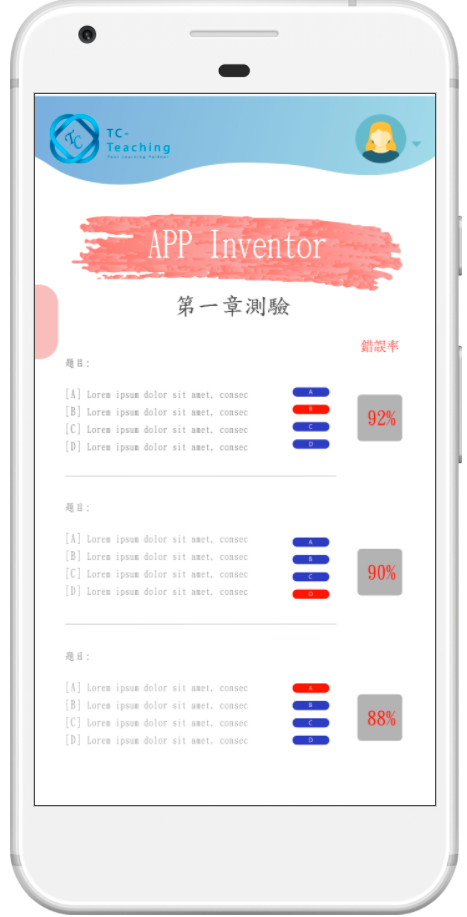 TC
TC-
Teaching
Your Learning Partner
APP Inventor
第一章測驗
錯誤率
題目:
[A] Lorem ipsum dolor sit amet, consec A
[B] Lorem ipsum dolor sit amet, consec B
[C] Lorem ipsum dolor sit amet, consec C
[D] Lorem ipsum dolor sit amet, consec D
92%
題目:
[A] Lorem ipsum dolor sit amet, consec A
[B] Lorem ipsum dolor sit amet, consec B
[C] Lorem ipsum dolor sit amet, consec C
[D] Lorem ipsum dolor sit amet, consec D
90%
題目:
[A] Lorem ipsum dolor sit amet, consec A
[B] Lorem ipsum dolor sit amet, consec B
[C] Lorem ipsum dolor sit amet, consec C
[D] Lorem ipsum dolor sit amet, consec D
88%